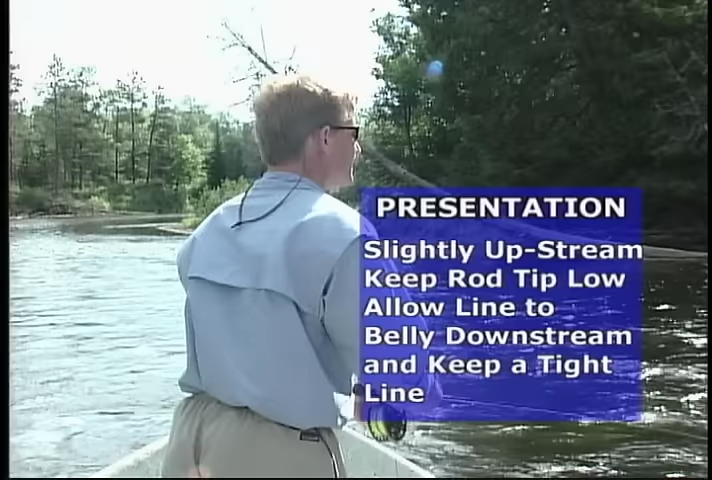 PRESENTATION
Slightly Up-Stream
Keep Rod Tip Low
Allow Line to
Belly Downstream
and Keep a Tight
Line